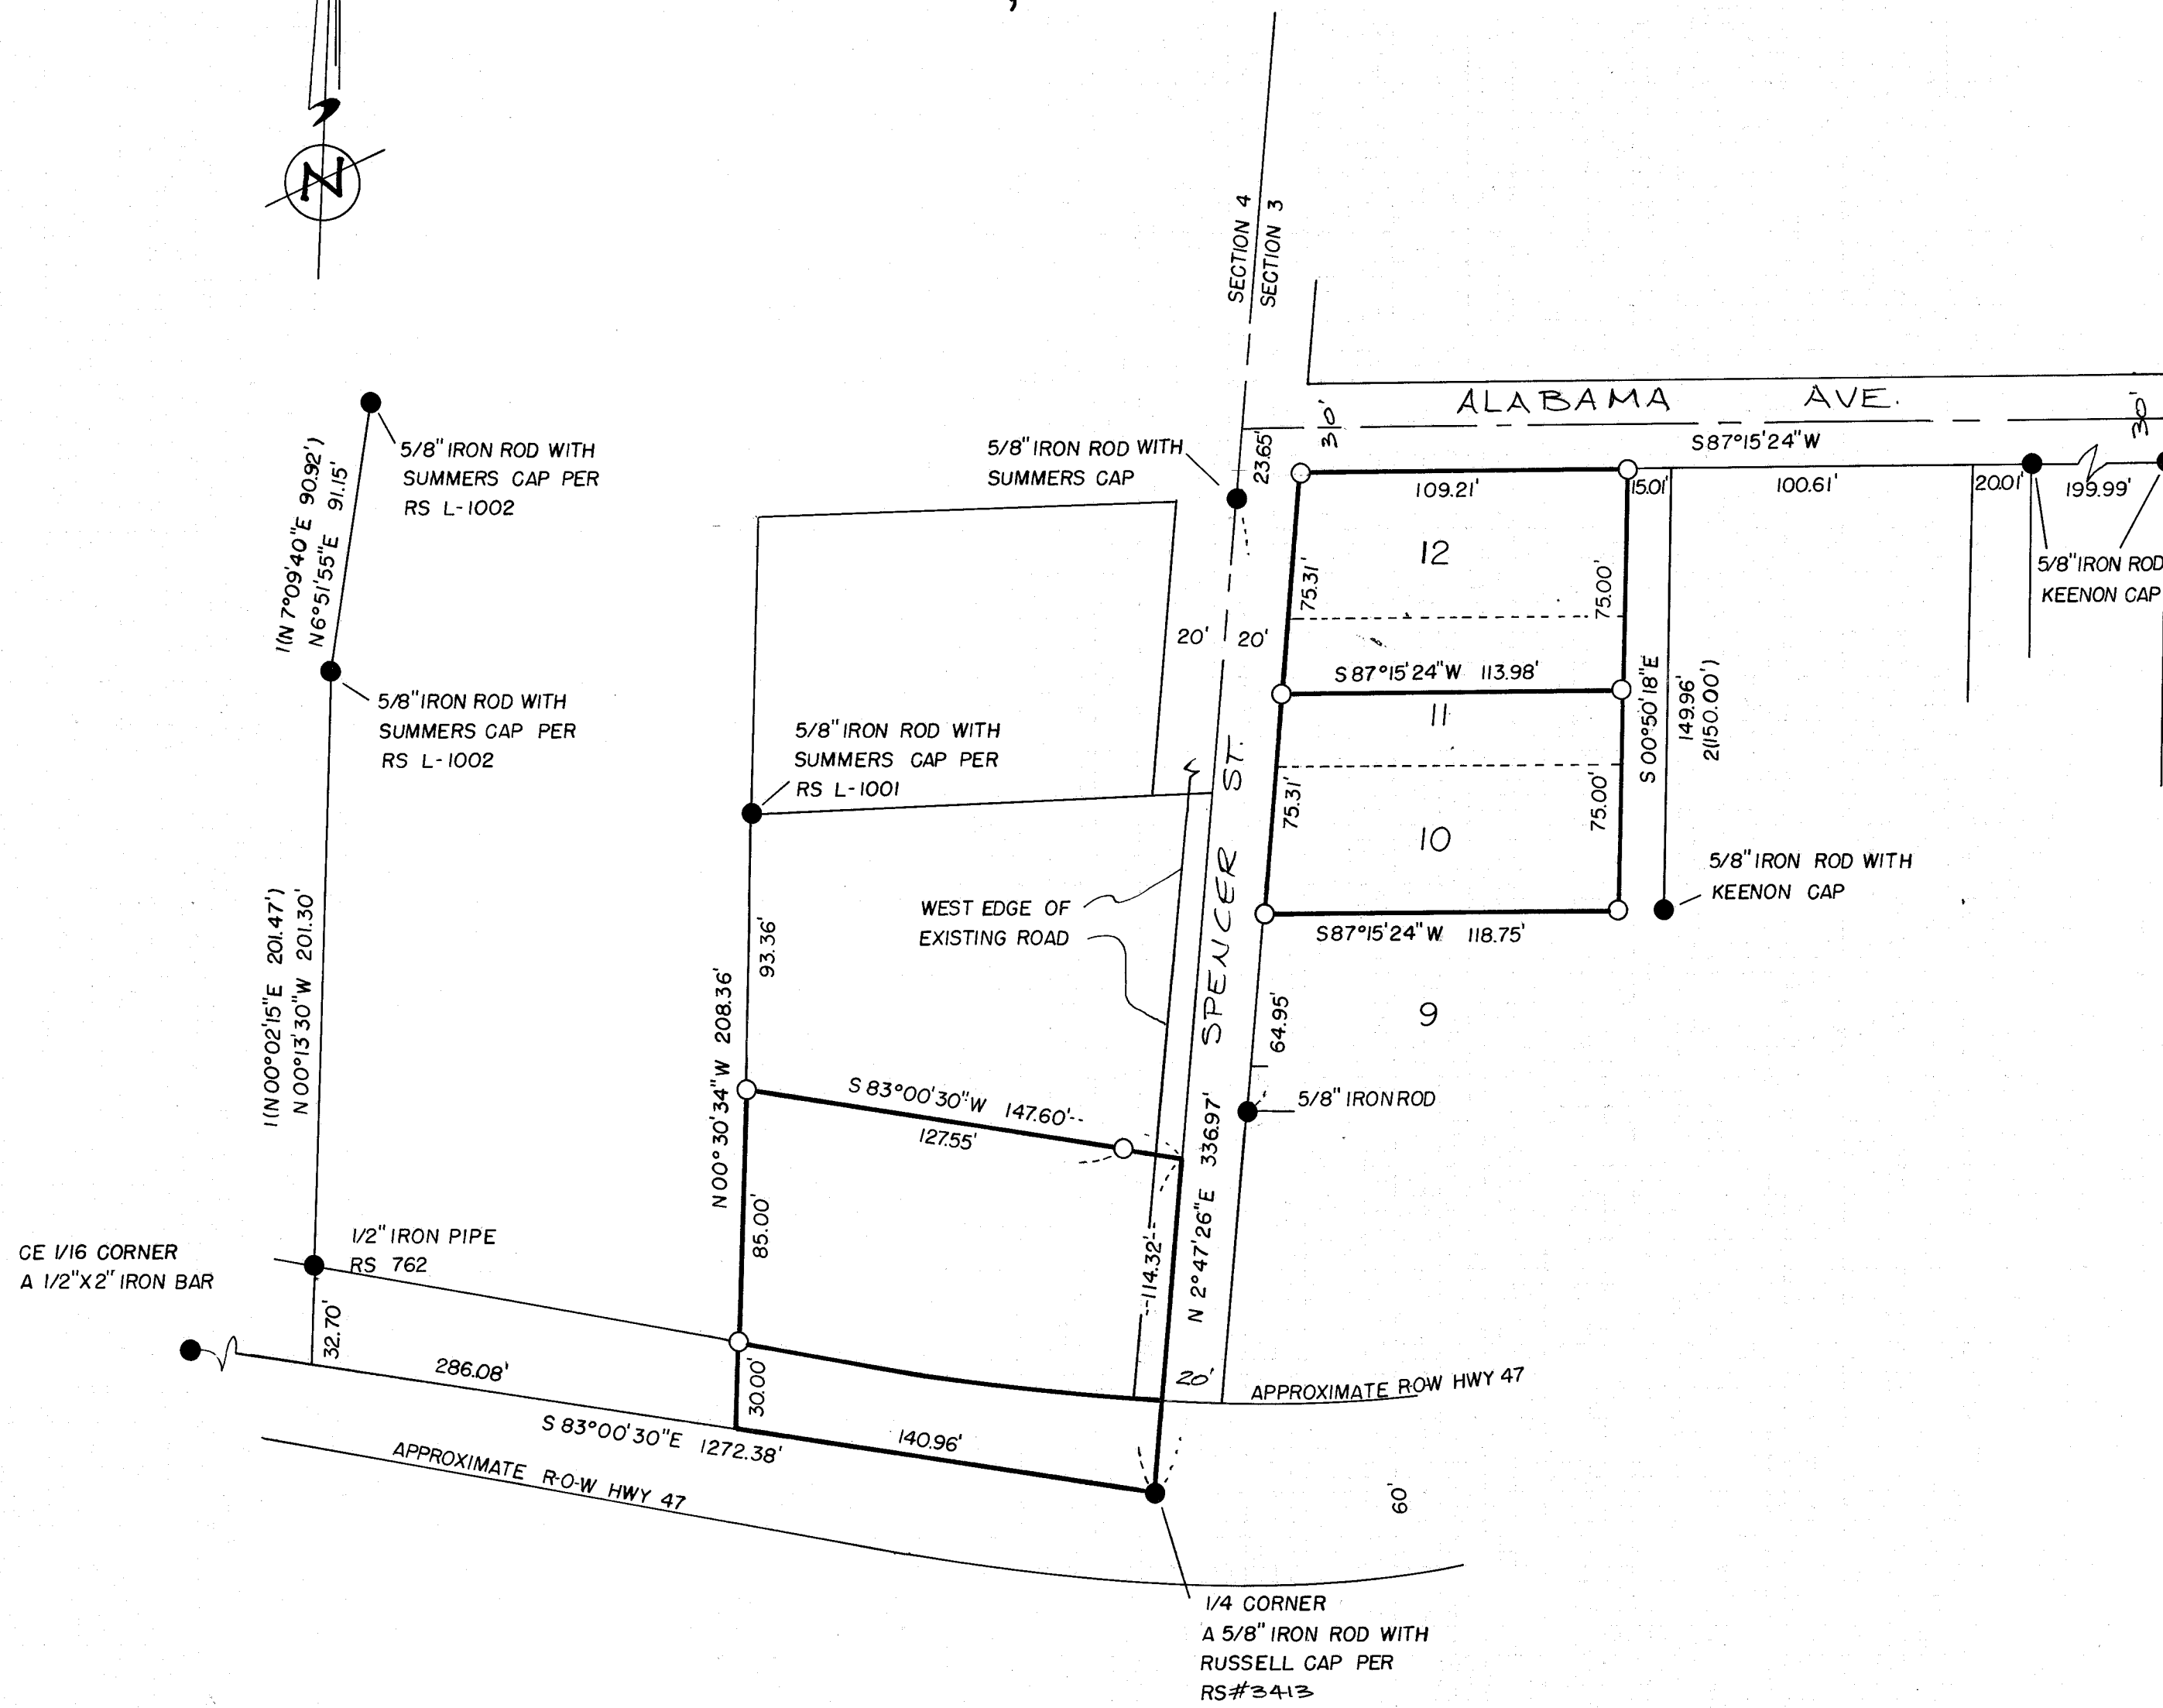 N
SECTION 4
SECTION 3
ALABAMA AVE.
30'
30'
S87°15'24"W
23.65'
109.21'
15.01'
100.61'
20.01'
199.99'
5/8" IRON ROD WITH
SUMMERS CAP PER
RS L-1002
1(N 7°09'40"E 90.92')
N6°51'55"E 91.15'
5/8" IRON ROD WITH
SUMMERS CAP
12
75.31'
75.00'
5/8" IRON ROD
KEENON CAP
20'
20'
S87°15'24"W 113.98'
11
S 00°50'18"E
149.96'
2(150.00')
5/8" IRON ROD WITH
SUMMERS CAP PER
RS L-1002
5/8" IRON ROD WITH
SUMMERS CAP PER
RS L-1001
75.31'
75.00'
10
SPENCER ST.
5/8" IRON ROD WITH
KEENON CAP
WEST EDGE OF
EXISTING ROAD
S87°15'24"W 118.75'
1(N00°02'15"E 201.47')
N00°13'30"W 201.30'
93.36'
N00°30'34"W 208.36'
64.95'
9
S 83°00'30"W 147.60'--
127.55'
5/8" IRON ROD
85.00'
--114.32'--
N 2°47'26"E 336.97'
1/2" IRON PIPE
RS 762
CE 1/16 CORNER
A 1/2"X2" IRON BAR
32.70'
286.08'
30.00'
20'
APPROXIMATE R-O-W HWY 47
S 83°00'30"E 1272.38'
140.96'
APPROXIMATE R-O-W HWY 47
60'
1/4 CORNER
A 5/8" IRON ROD WITH
RUSSELL CAP PER
RS#3413